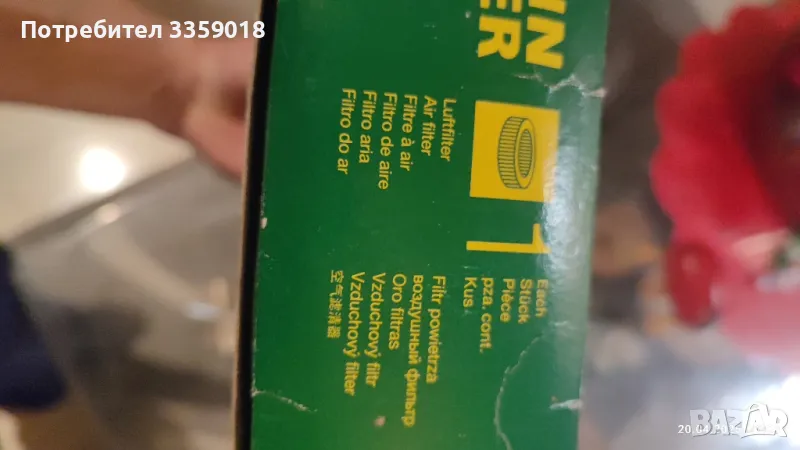 Потребител 3359018
Luftfilter
Air filter
Filtre à air
Filtro de aire
Filtro aria
Filtro do ar
1
Each
Stück
Pièce
pza, cont.
Kus
Filtr powietrza
воздушный фильтр
Oro filtras
Vzduchový filtr
Vzduchový filter
空气滤清器
BAZAR